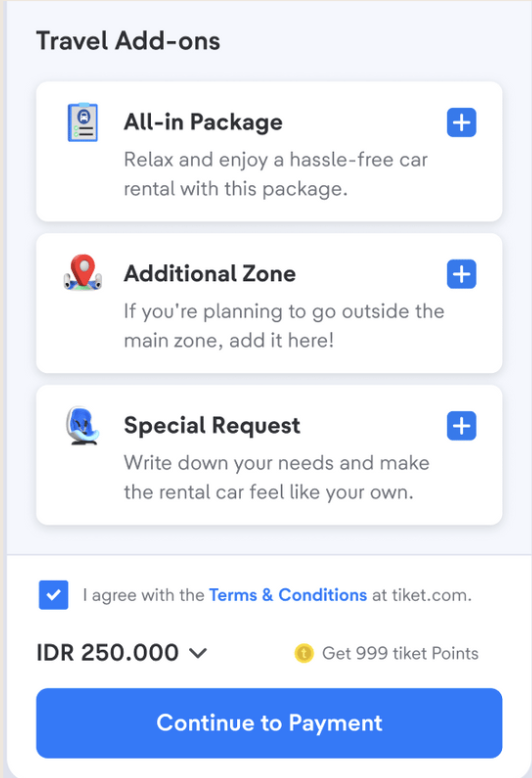 Travel Add-ons
All-in Package
Relax and enjoy a hassle-free car
rental with this package.
Additional Zone
If you're planning to go outside the
main zone, add it here!
Special Request
Write down your needs and make
the rental car feel like your own.
I agree with the Terms & Conditions at tiket.com.
IDR 250.000
t Get 999 tiket Points
Continue to Payment